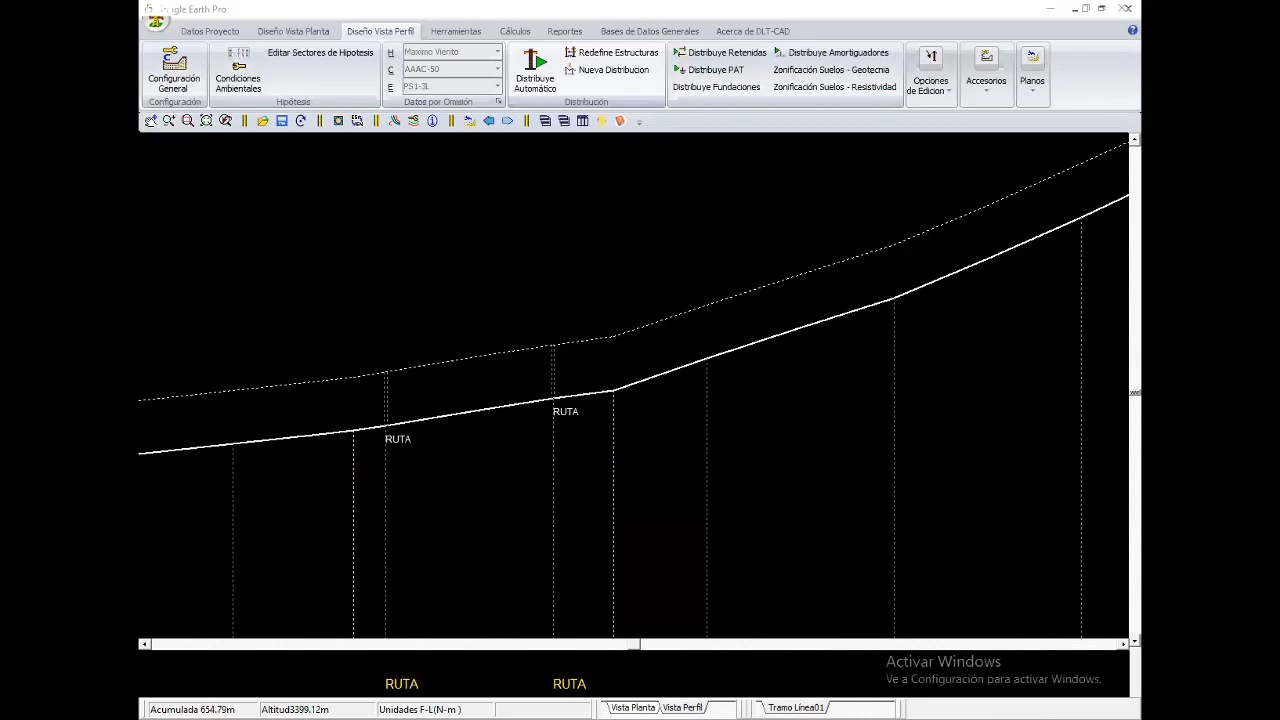 gle Earth Pro
Datos Proyecto Diseño Vista Planta Diseño Vista Perfil Herramientas Cálculos Reportes Bases de Datos Generales Acerca de DLT-CAD
Configuración General
Configuración
Condiciones Ambientales
Editar Sectores de Hipotesis
Hipótesis
H Maximo Viento
C AAAC-50
E PS1-3L
Datos por Omisión
Distribuye Automático
Redefine Estructuras
Nueva Distribucion
Distribución
Distribuye Retenidas
Distribuye PAT
Distribuye Fundaciones
Distribuye Amortiguadores
Zonificación Suelos - Geotecnia
Zonificación Suelos - Resistividad
Opciones de Edicion
Accesorios
Planos
RUTA
RUTA
RUTA RUTA
Activar Windows
Ve a Configuración para activar Windows.
Acumulada 654.79m Altitud3399.12m Unidades F-L(N-m ) Vista Planta Vista Perfil Tramo Línea01